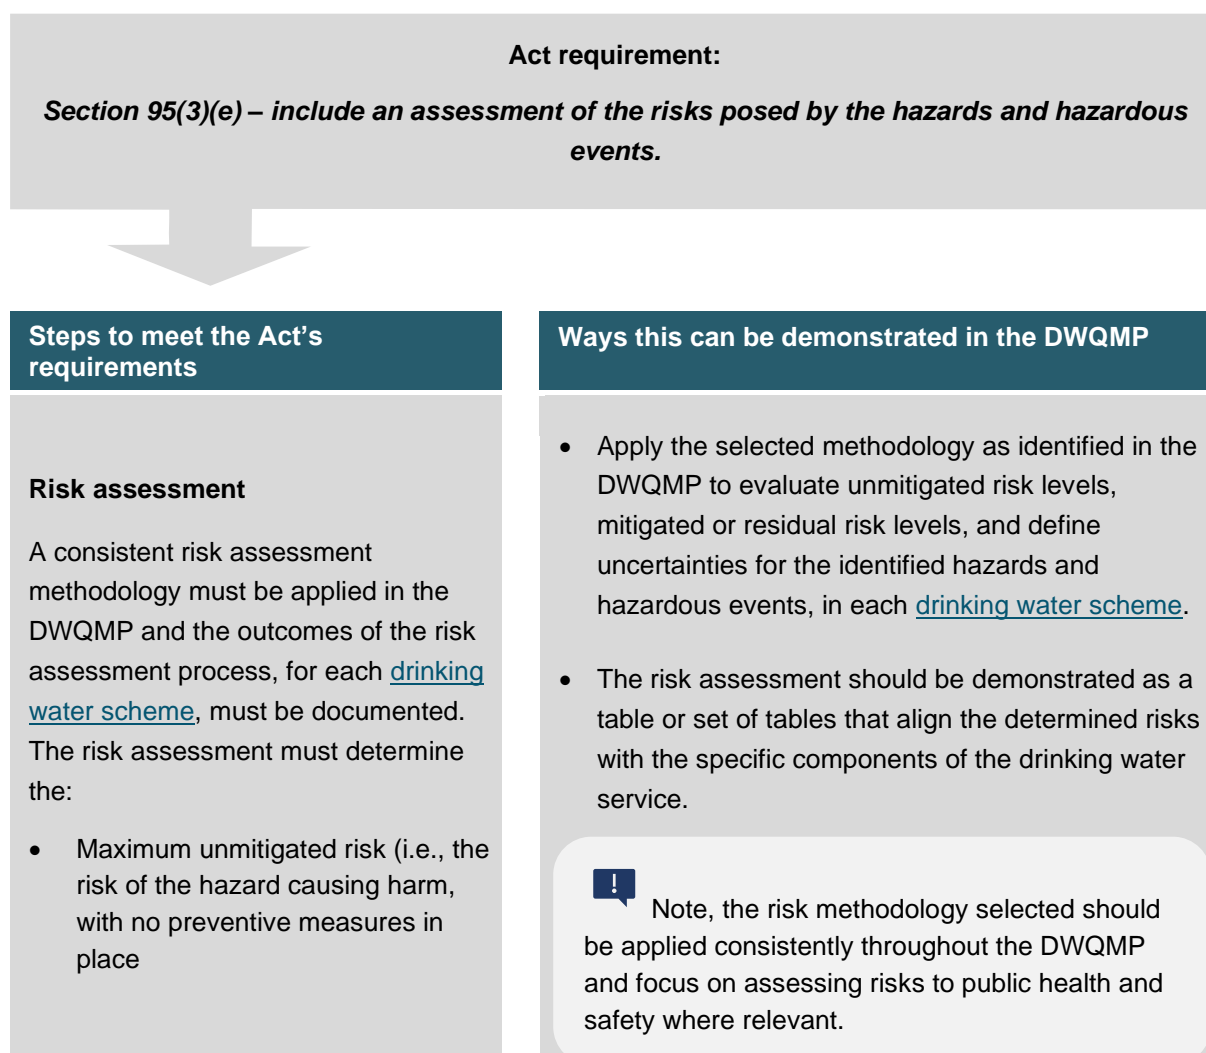 Act requirement:
Section 95(3)(e) – include an assessment of the risks posed by the hazards and hazardous
events.
Steps to meet the Act's
requirements
Risk assessment
A consistent risk assessment
methodology must be applied in the
DWQMP and the outcomes of the risk
assessment process, for each drinking
water scheme, must be documented.
The risk assessment must determine
the:
• Maximum unmitigated risk (i.e., the
risk of the hazard causing harm,
with no preventive measures in
place
Ways this can be demonstrated in the DWQMP
• Apply the selected methodology as identified in the
DWQMP to evaluate unmitigated risk levels,
mitigated or residual risk levels, and define
uncertainties for the identified hazards and
hazardous events, in each drinking water scheme.
• The risk assessment should be demonstrated as a
table or set of tables that align the determined risks
with the specific components of the drinking water
service.
! Note, the risk methodology selected should
be applied consistently throughout the DWQMP
and focus on assessing risks to public health and
safety where relevant.